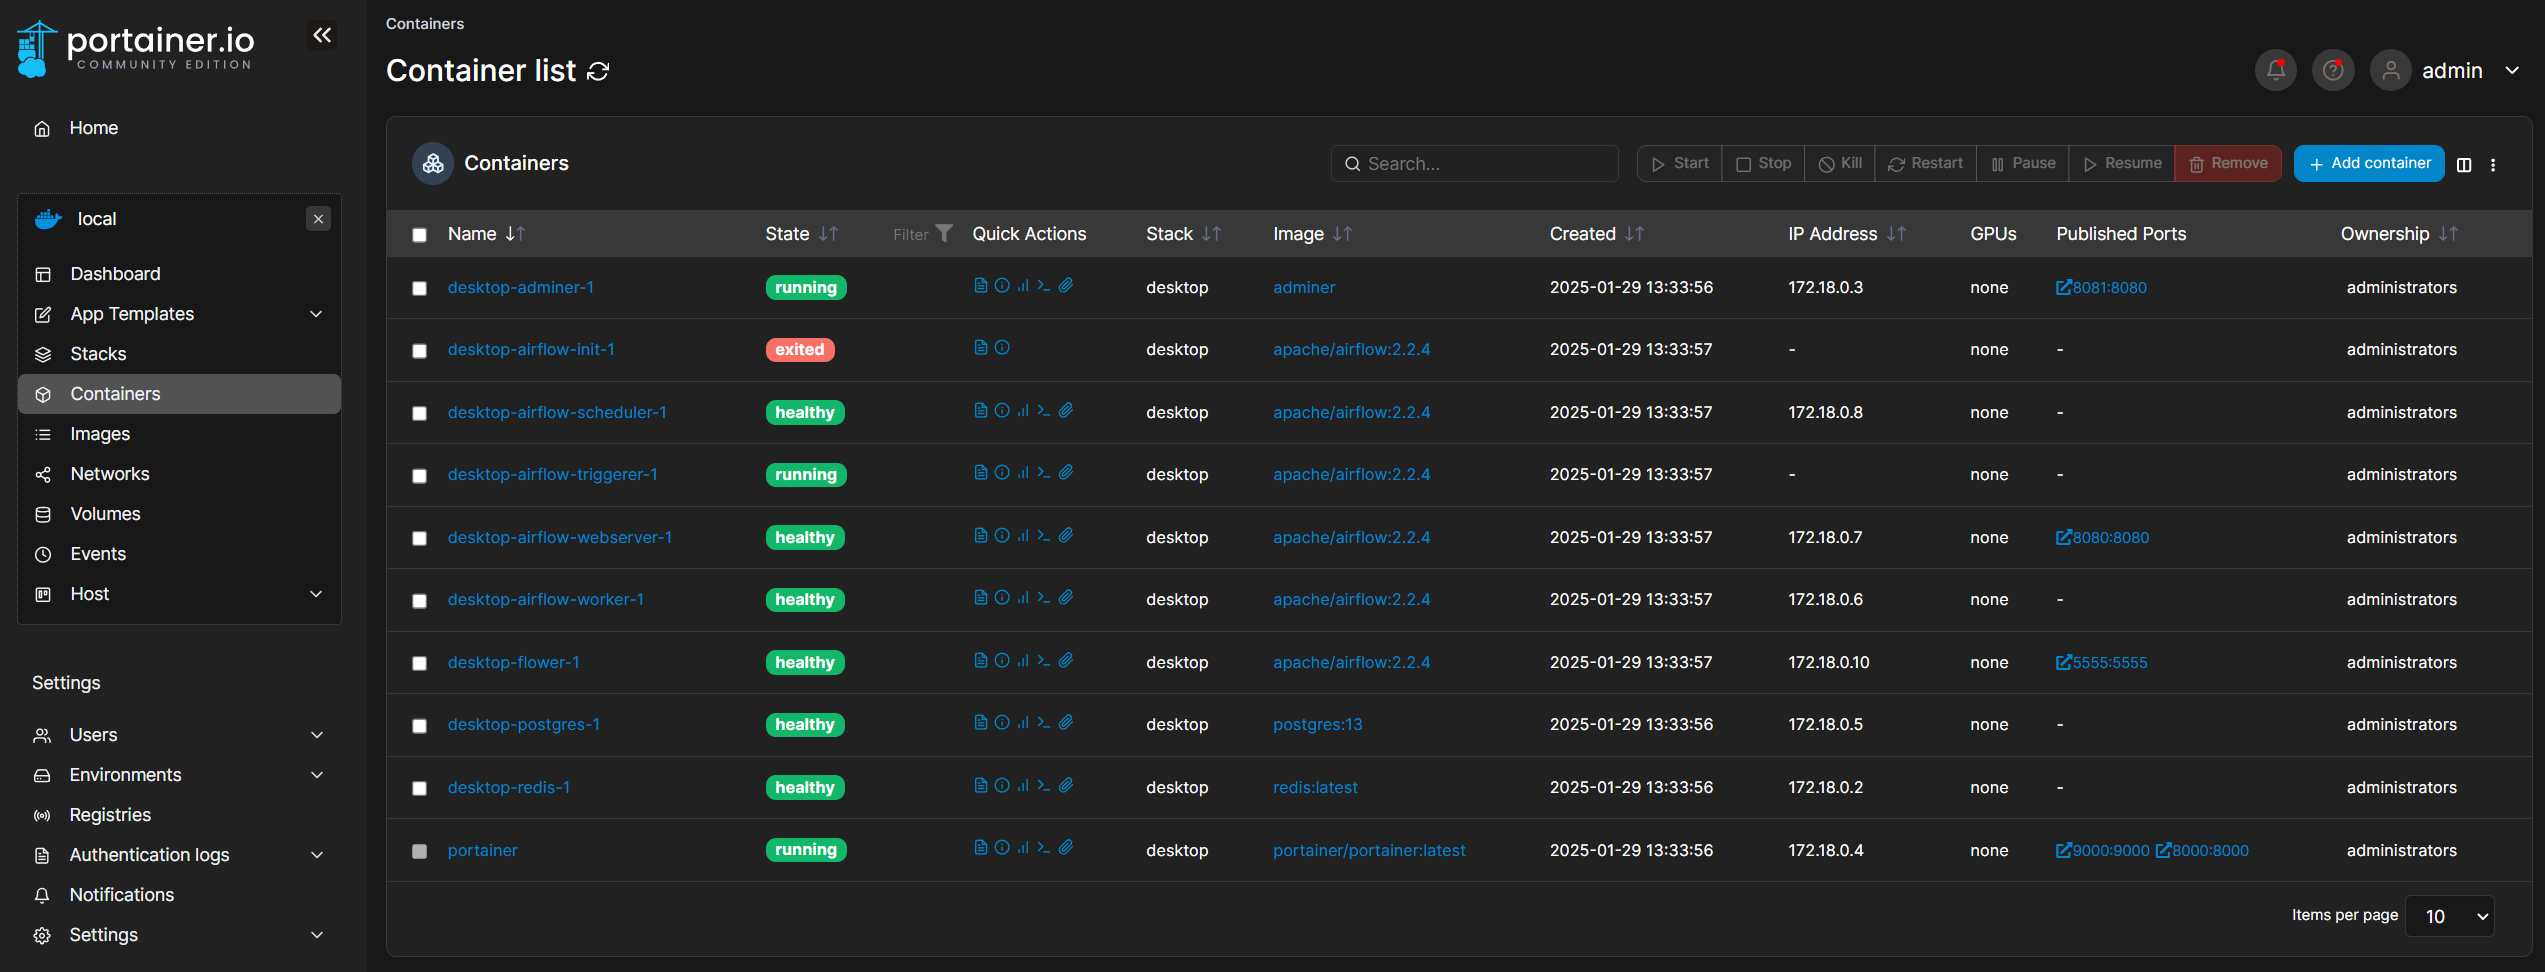 portainer.io
COMMUNITY EDITION
Home
local
Dashboard
App Templates
Stacks
Containers
Images
Networks
Volumes
Events
Host
Settings
Users
Environments
Registries
Authentication logs
Notifications
Settings
Containers
Container list
admin
Containers
Search...
Start Stop Kill Restart Pause Resume Remove
Add container
Name State Filter Quick Actions Stack Image Created IP Address GPUs Published Ports Ownership
desktop-adminer-1 running desktop adminer 2025-01-29 13:33:56 172.18.0.3 none 8081:8080 administrators
desktop-airflow-init-1 exited desktop apache/airflow:2.2.4 2025-01-29 13:33:57 - none - administrators
desktop-airflow-scheduler-1 healthy desktop apache/airflow:2.2.4 2025-01-29 13:33:57 172.18.0.8 none - administrators
desktop-airflow-triggerer-1 running desktop apache/airflow:2.2.4 2025-01-29 13:33:57 - none - administrators
desktop-airflow-webserver-1 healthy desktop apache/airflow:2.2.4 2025-01-29 13:33:57 172.18.0.7 none 8080:8080 administrators
desktop-airflow-worker-1 healthy desktop apache/airflow:2.2.4 2025-01-29 13:33:57 172.18.0.6 none - administrators
desktop-flower-1 healthy desktop apache/airflow:2.2.4 2025-01-29 13:33:57 172.18.0.10 none 5555:5555 administrators
desktop-postgres-1 healthy desktop postgres:13 2025-01-29 13:33:56 172.18.0.5 none - administrators
desktop-redis-1 healthy desktop redis:latest 2025-01-29 13:33:56 172.18.0.2 none - administrators
portainer running desktop portainer/portainer:latest 2025-01-29 13:33:56 172.18.0.4 none 9000:9000 8000:8000 administrators
Items per page 10